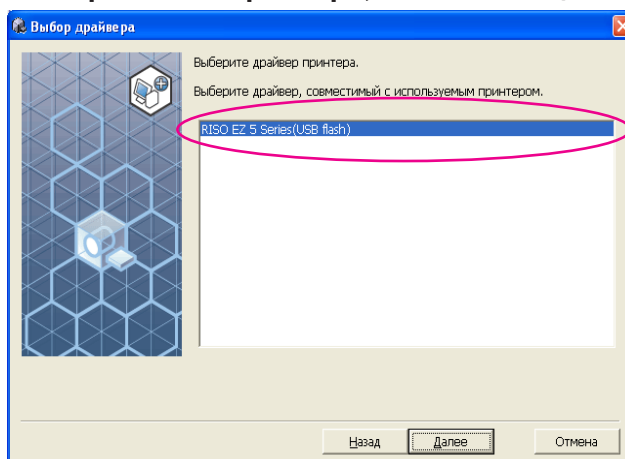 Выбор драйвера
Выберите драйвер принтера.
Выберите драйвер, совместимый с используемым принтером.
RISO EZ 5 Series(USB flash)
Назад
Далее
Отмена